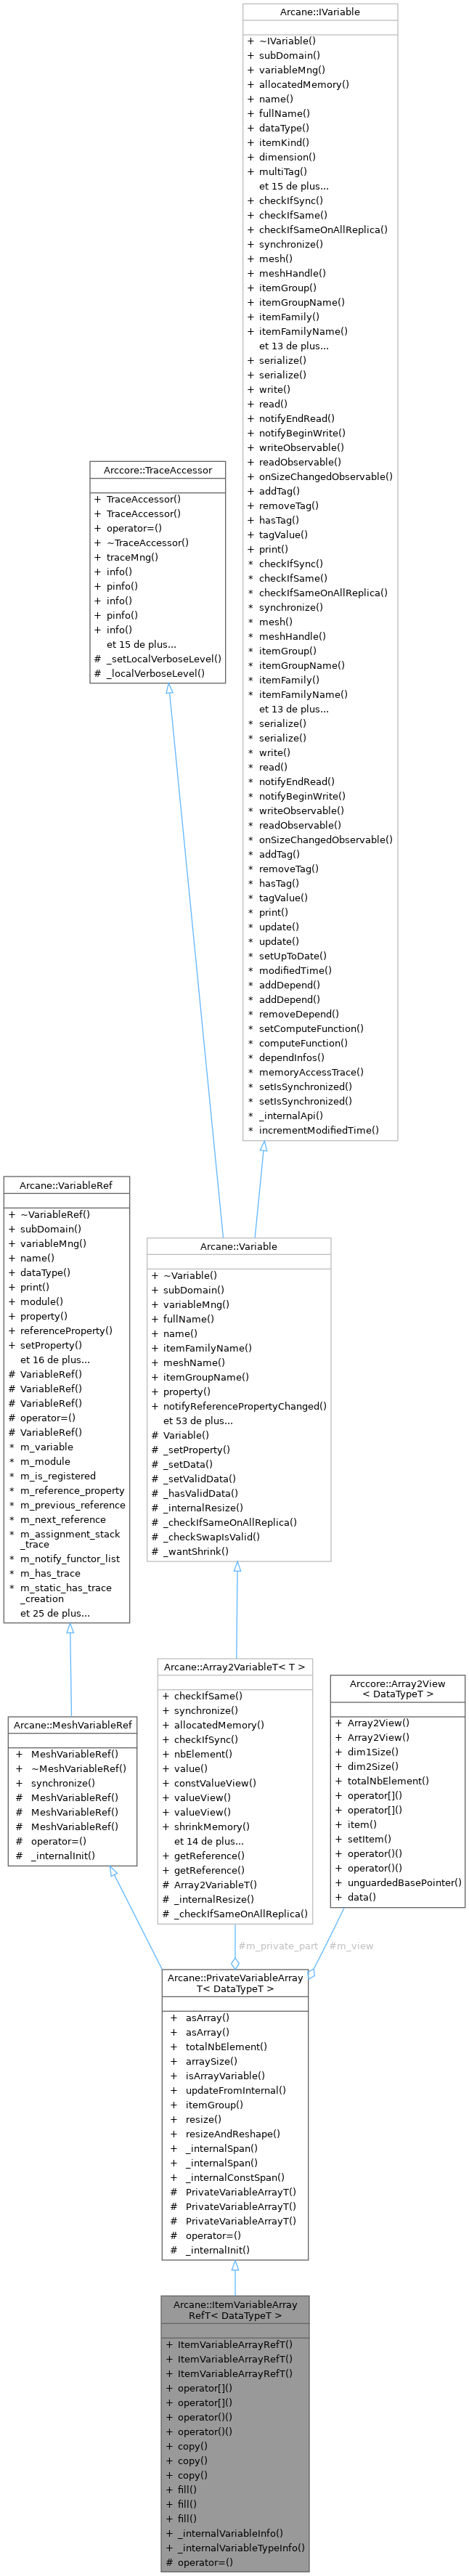 Arcane::IVariable
+ ~IVariable()
+ subDomain()
+ variableMng()
+ allocatedMemory()
+ name()
+ fullName()
+ dataType()
+ itemKind()
+ dimension()
+ multiTag()
et 15 de plus...
+ checkIfSync()
+ checkIfSame()
+ checkIfSameOnAllReplica()
+ synchronize()
+ mesh()
+ meshHandle()
+ itemGroup()
+ itemGroupName()
+ itemFamily()
+ itemFamilyName()
et 13 de plus...
+ serialize()
+ serialize()
+ write()
+ read()
+ notifyEndRead()
+ notifyBeginWrite()
+ writeObservable()
+ readObservable()
+ onSizeChangedObservable()
+ addTag()
+ removeTag()
+ hasTag()
+ tagValue()
+ print()
* checkIfSync()
* checkIfSame()
* checkIfSameOnAllReplica()
* synchronize()
* mesh()
* meshHandle()
* itemGroup()
* itemGroupName()
* itemFamily()
* itemFamilyName()
et 13 de plus...
* serialize()
* serialize()
* write()
* read()
* notifyEndRead()
* notifyBeginWrite()
* writeObservable()
* readObservable()
* onSizeChangedObservable()
* addTag()
* removeTag()
* hasTag()
* tagValue()
* print()
* update()
* update()
* setUpToDate()
* modifiedTime()
* addDepend()
* addDepend()
* removeDepend()
* setComputeFunction()
* computeFunction()
* dependInfos()
* memoryAccessTrace()
* setIsSynchronized()
* setIsSynchronized()
* _internalApi()
* incrementModifiedTime()
Arccore::TraceAccessor
+ TraceAccessor()
+ TraceAccessor()
+ operator=()
+ ~TraceAccessor()
+ traceMng()
+ info()
+ pinfo()
+ info()
+ pinfo()
+ info()
et 15 de plus...
# _setLocalVerboseLevel()
# _localVerboseLevel()
Arcane::VariableRef
+ ~VariableRef()
+ subDomain()
+ variableMng()
+ name()
+ dataType()
+ print()
+ module()
+ property()
+ referenceProperty()
+ setProperty()
et 16 de plus...
# VariableRef()
# VariableRef()
# VariableRef()
# operator=()
# VariableRef()
* m_variable
* m_module
* m_is_registered
* m_reference_property
* m_previous_reference
* m_next_reference
* m_assignment_stack
_trace
* m_notify_functor_list
* m_has_trace
* m_static_has_trace
_creation
et 25 de plus...
Arcane::Variable
+ ~Variable()
+ subDomain()
+ variableMng()
+ fullName()
+ name()
+ itemFamilyName()
+ meshName()
+ itemGroupName()
+ property()
+ notifyReferencePropertyChanged()
et 53 de plus...
# Variable()
# _setProperty()
# _setData()
# _setValidData()
# _hasValidData()
# _internalResize()
# _checkIfSameOnAllReplica()
# _checkSwapIsValid()
# _wantShrink()
Arcane::MeshVariableRef
+ MeshVariableRef()
+ ~MeshVariableRef()
+ synchronize()
# MeshVariableRef()
# MeshVariableRef()
# MeshVariableRef()
# operator=()
# _internalInit()
Arcane::Array2VariableT< T >
+ checkIfSame()
+ synchronize()
+ allocatedMemory()
+ checkIfSync()
+ nbElement()
+ value()
+ constValueView()
+ valueView()
+ valueView()
+ shrinkMemory()
et 14 de plus...
+ getReference()
+ getReference()
# Array2VariableT()
# _internalResize()
# _checkIfSameOnAllReplica()
Arccore::Array2View
< DataTypeT >
+ Array2View()
+ Array2View()
+ dim1Size()
+ dim2Size()
+ totalNbElement()
+ operator[]()
+ operator[]()
+ item()
+ setItem()
+ operator()()
+ operator()()
+ unguardedBasePointer()
+ data()
#m_private_part
#m_view
Arcane::PrivateVariableArray
T< DataTypeT >
+ asArray()
+ asArray()
+ totalNbElement()
+ arraySize()
+ isArrayVariable()
+ updateFromInternal()
+ itemGroup()
+ resize()
+ resizeAndReshape()
+ _internalSpan()
+ _internalSpan()
+ _internalConstSpan()
# PrivateVariableArrayT()
# PrivateVariableArrayT()
# PrivateVariableArrayT()
# operator=()
# _internalInit()
Arcane::ItemVariableArray
RefT< DataTypeT >
+ ItemVariableArrayRefT()
+ ItemVariableArrayRefT()
+ ItemVariableArrayRefT()
+ operator[]()
+ operator[]()
+ operator()()
+ operator()()
+ copy()
+ copy()
+ copy()
+ fill()
+ fill()
+ fill()
+ _internalVariableInfo()
+ _internalVariableTypeInfo()
# operator=()